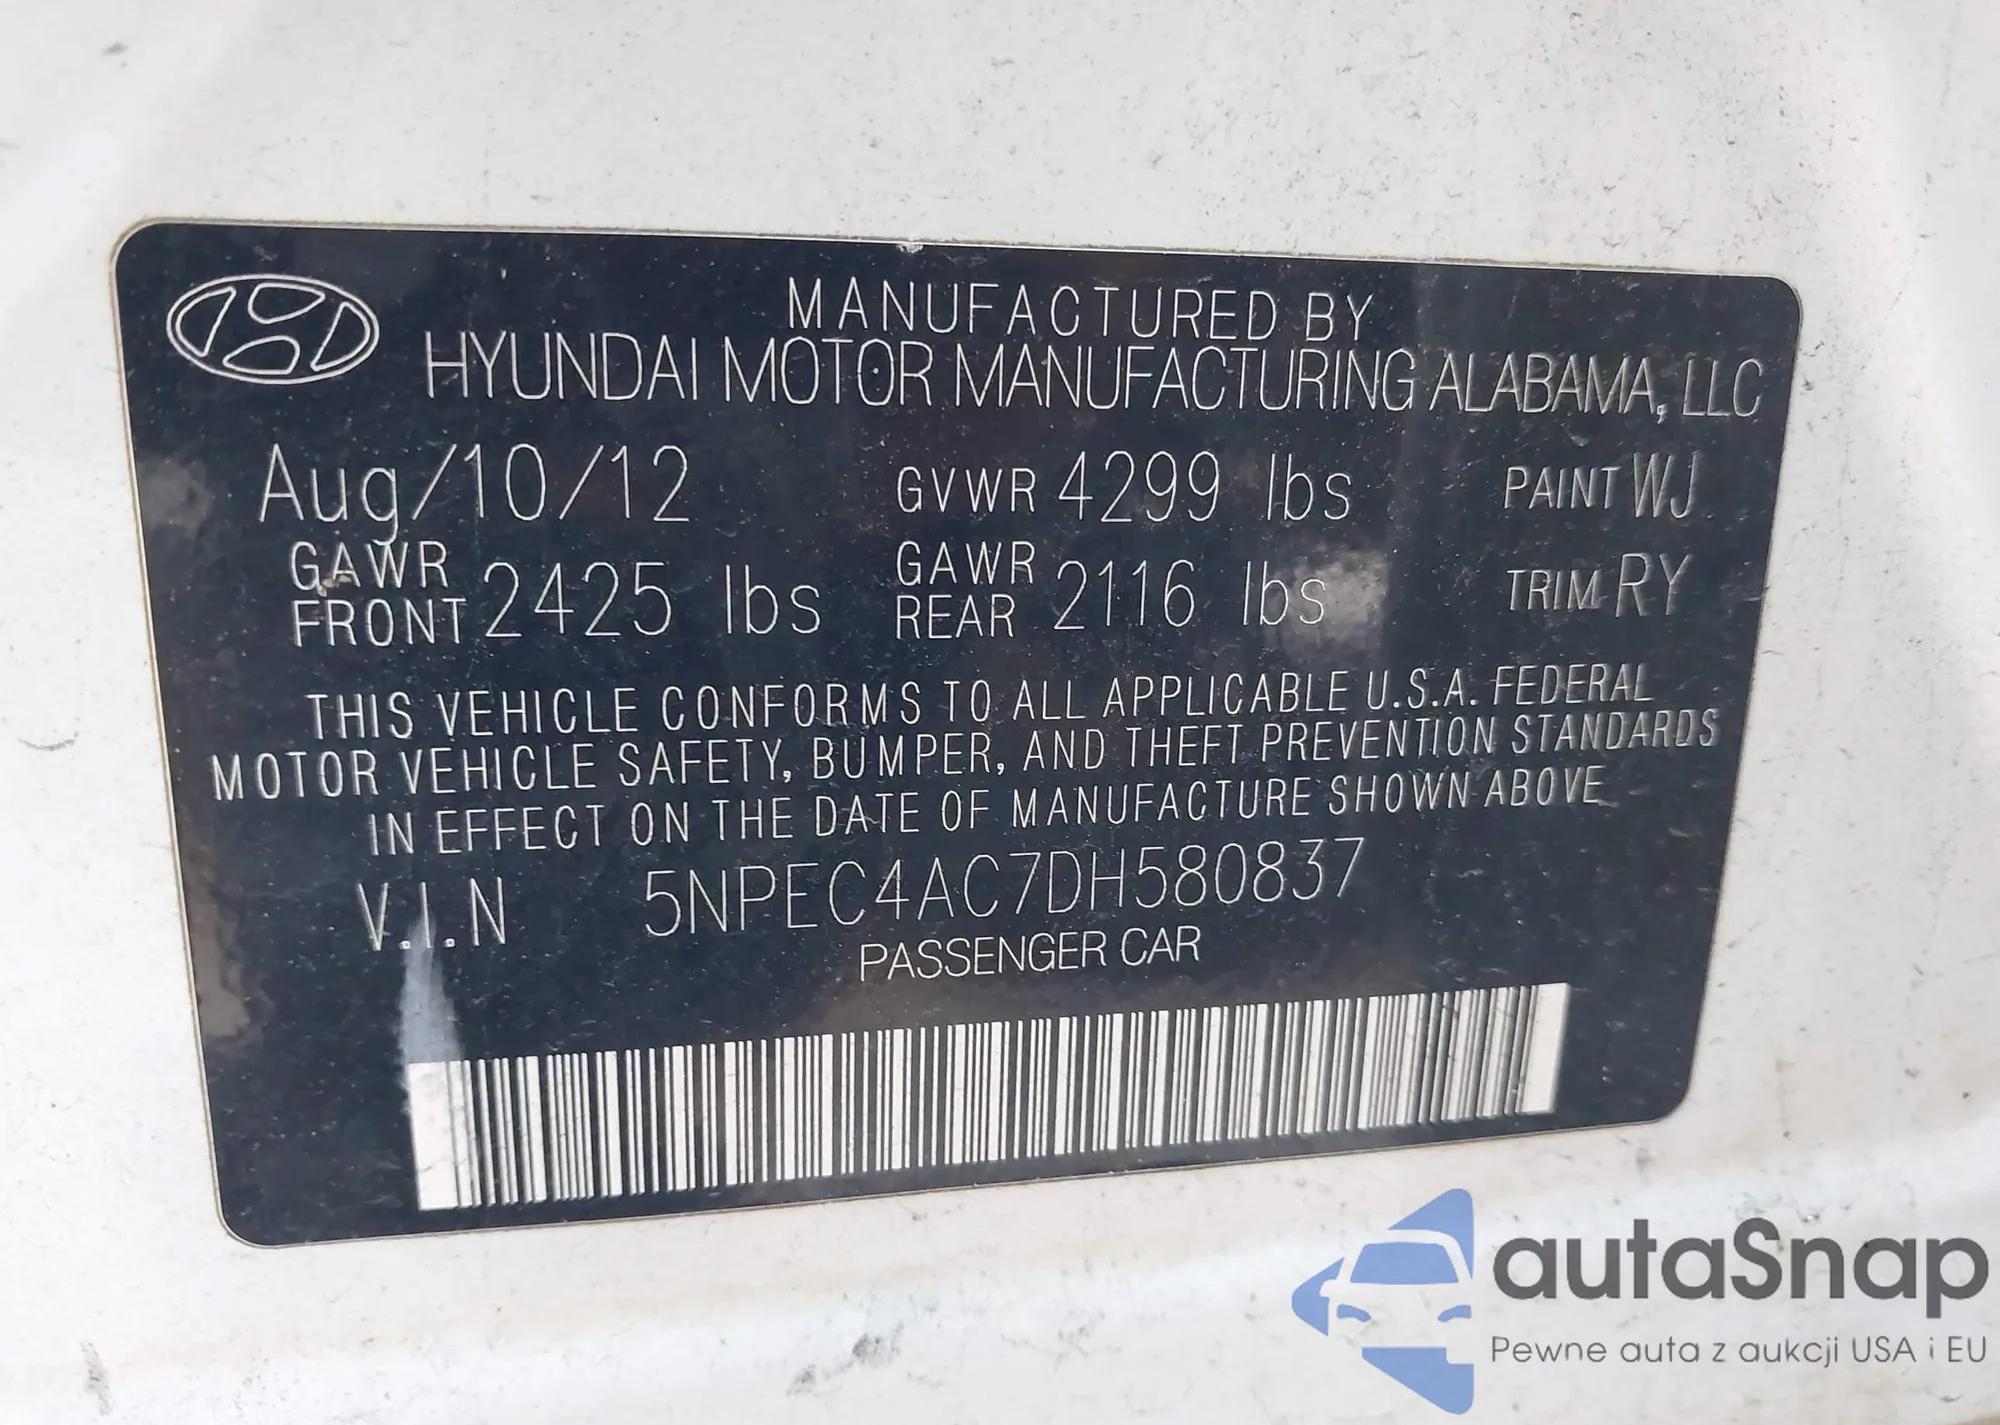 MANUFACTURED BY
HYUNDAI MOTOR MANUFACTURING ALABAMA, LLC
Aug/10/12 GVWR 4299 lbs PAINT WJ
GAWR FRONT 2425 lbs GAWR REAR 2116 lbs TRIM RY
THIS VEHICLE CONFORMS TO ALL APPLICABLE U.S.A. FEDERAL
MOTOR VEHICLE SAFETY, BUMPER, AND THEFT PREVENTION STANDARDS
IN EFFECT ON THE DATE OF MANUFACTURE SHOWN ABOVE
V.I.N 5NPEC4AC7DH580837
PASSENGER CAR
autaSnap
Pewne auta z aukcji USA i EU